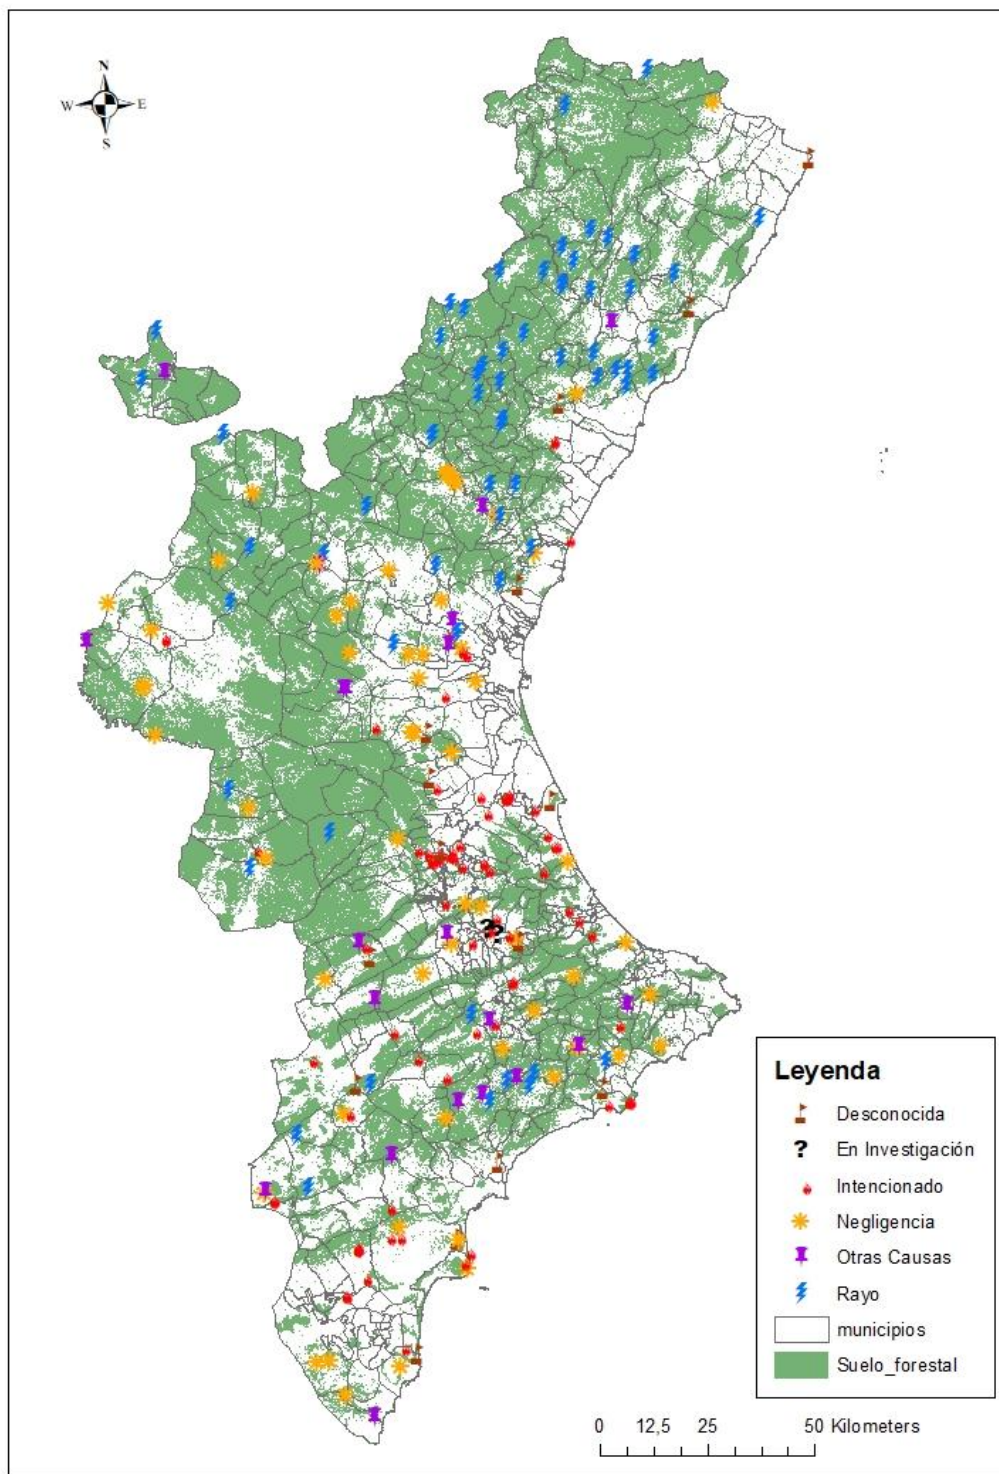 N
W E
S
Leyenda
Desconocida
? En Investigación
Intencionado
Negligencia
Otras Causas
Rayo
municipios
Suelo_forestal
0 12,5 25 50 Kilometers
? ?